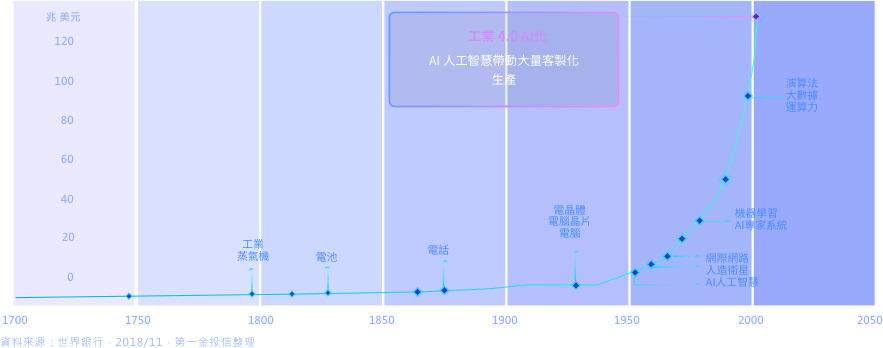 兆 美元
120
100
80
60
40
20
0
工業 4.0 AI化
AI 人工智慧帶動大量客製化
生產
演算法
大數據
運算力
機器學習
AI專家系統
網際網路
人造衛星
AI人工智慧
電晶體
電腦晶片
電腦
電話
電池
工業
蒸氣機
1700
1750
1800
1850
1900
1950
2000
2050
資料來源：世界銀行 · 2018/11 · 第一金投信整理